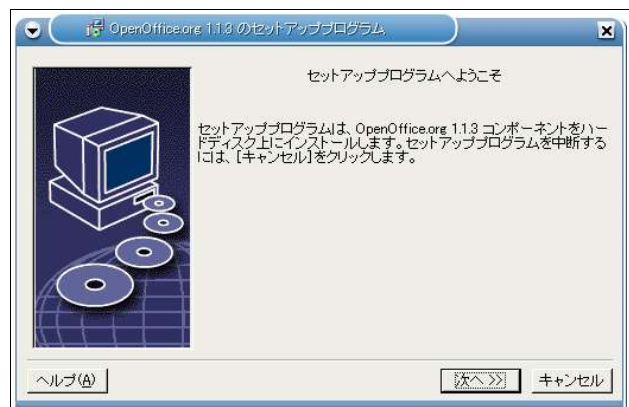 OpenOffice.org 1.1.3 のセットアッププログラム
セットアッププログラムへようこそ
セットアッププログラムは、OpenOffice.org 1.1.3 コンポーネントをハー
ドディスク上にインストールします。セットアッププログラムを中断する
には、[キャンセル]をクリックします。
ヘルプ(A)
次へ >>
キャンセル